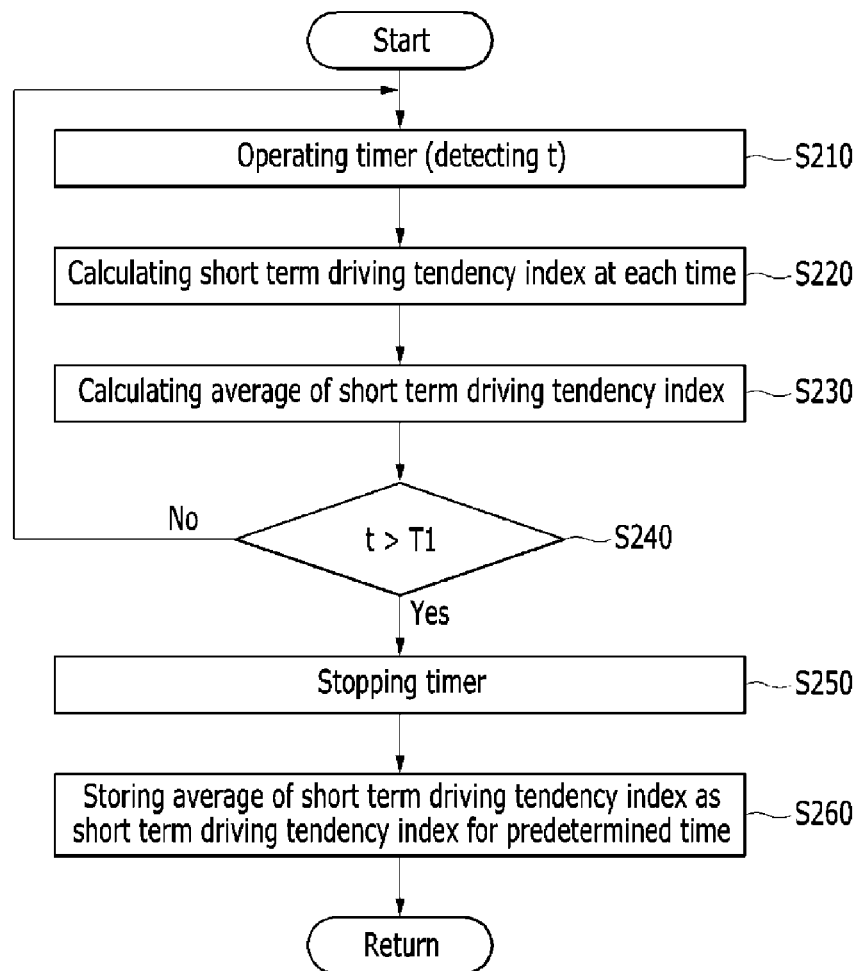 Start
Operating timer (detecting t)
S210
Calculating short term driving tendency index at each time
S220
Calculating average of short term driving tendency index
S230
No
t > T1
S240
Yes
Stopping timer
S250
Storing average of short term driving tendency index as
short term driving tendency index for predetermined time
S260
Return